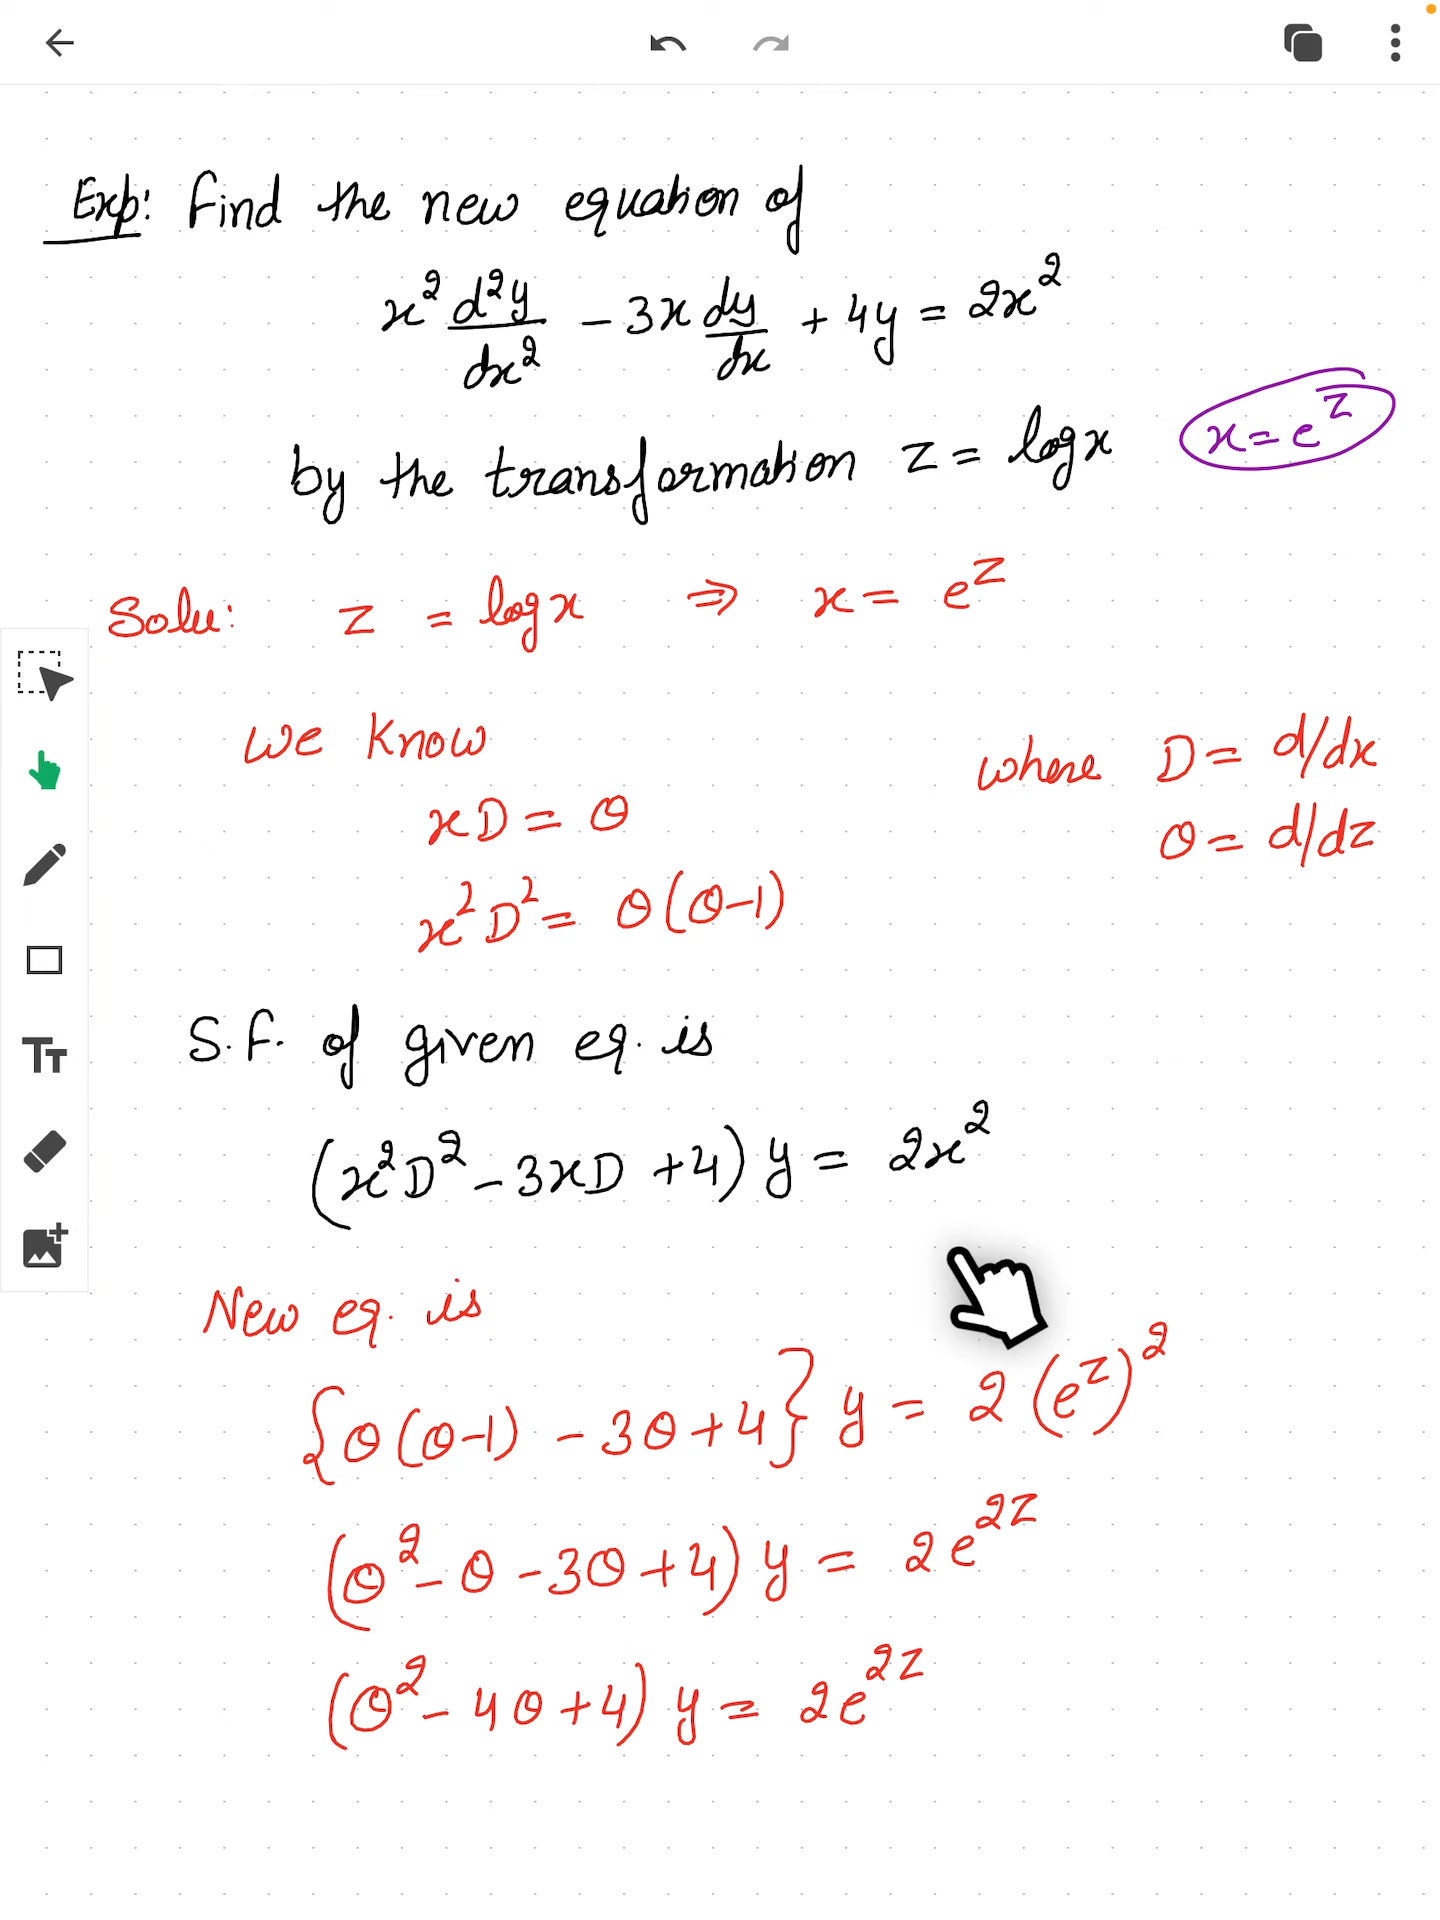 Exp: Find the new equation of
x² d²y/dx² - 3x dy/dx + 4y = 2x²
by the transformation z = log x x = e^z
Solu: z = log x ⇒ x = e^z
we know where D = d/dx
xD = θ θ = d/dz
x²D² = θ(θ-1)
S.F. of given eq. is
(x²D² - 3xD + 4) y = 2x²
New eq. is
{θ(θ-1) - 3θ + 4} y = 2(e^z)²
(θ² - θ - 3θ + 4) y = 2e^2z
(θ² - 4θ + 4) y = 2e^2z
TT